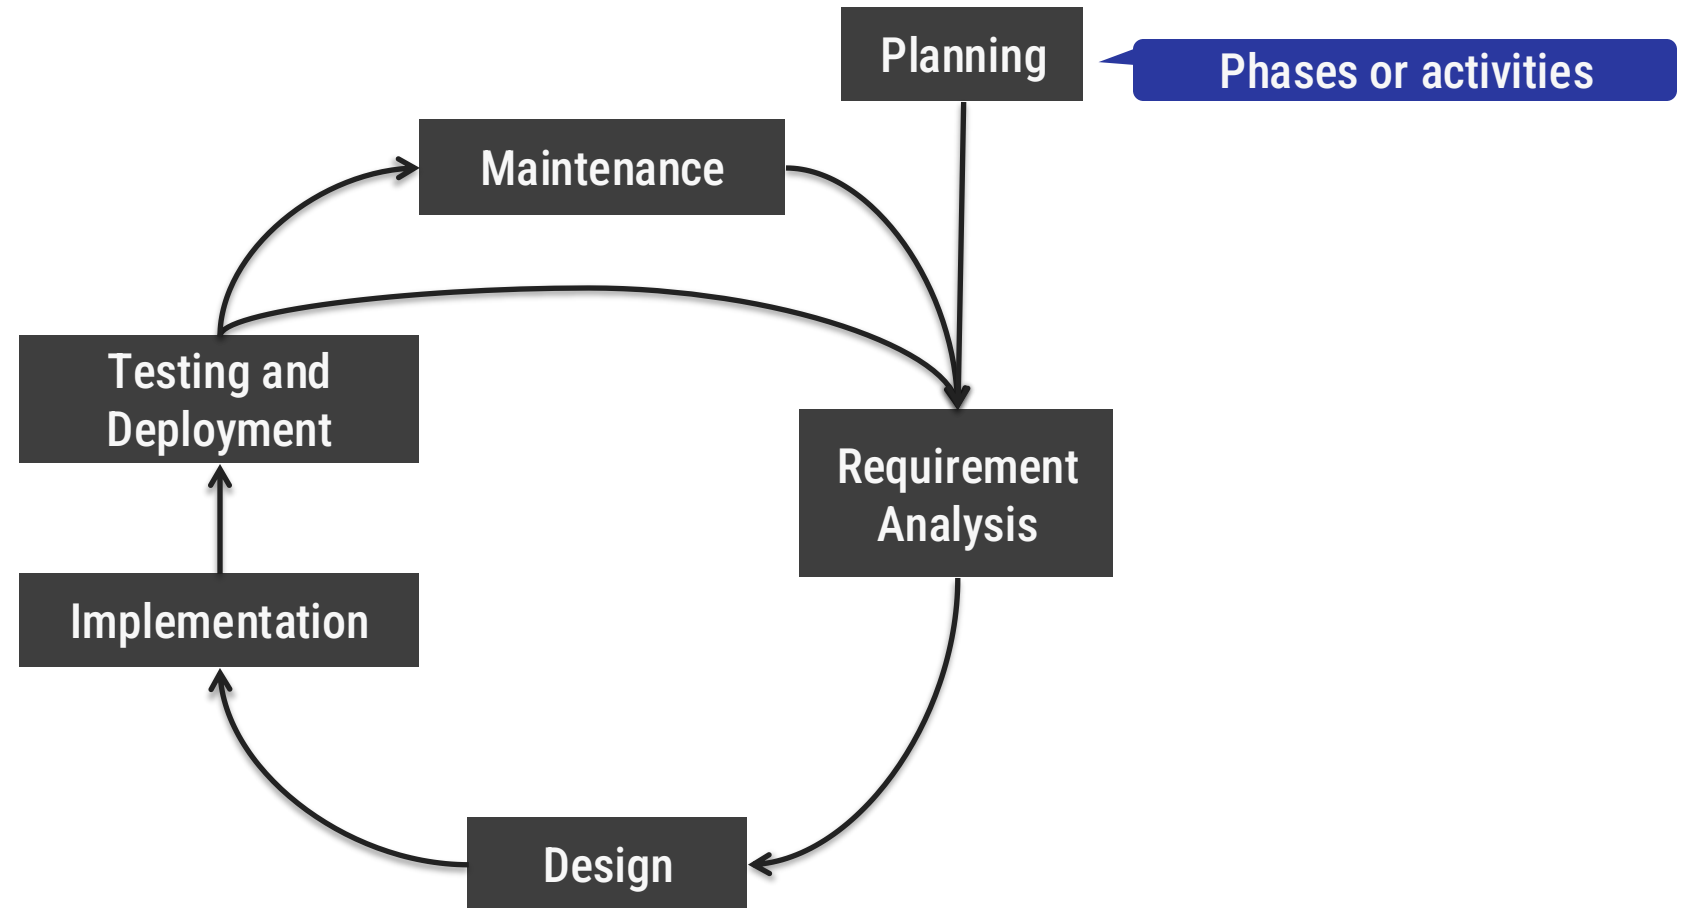 Planning
Phases or activities
Maintenance
Testing and
Deployment
Requirement
Analysis
Implementation
Design